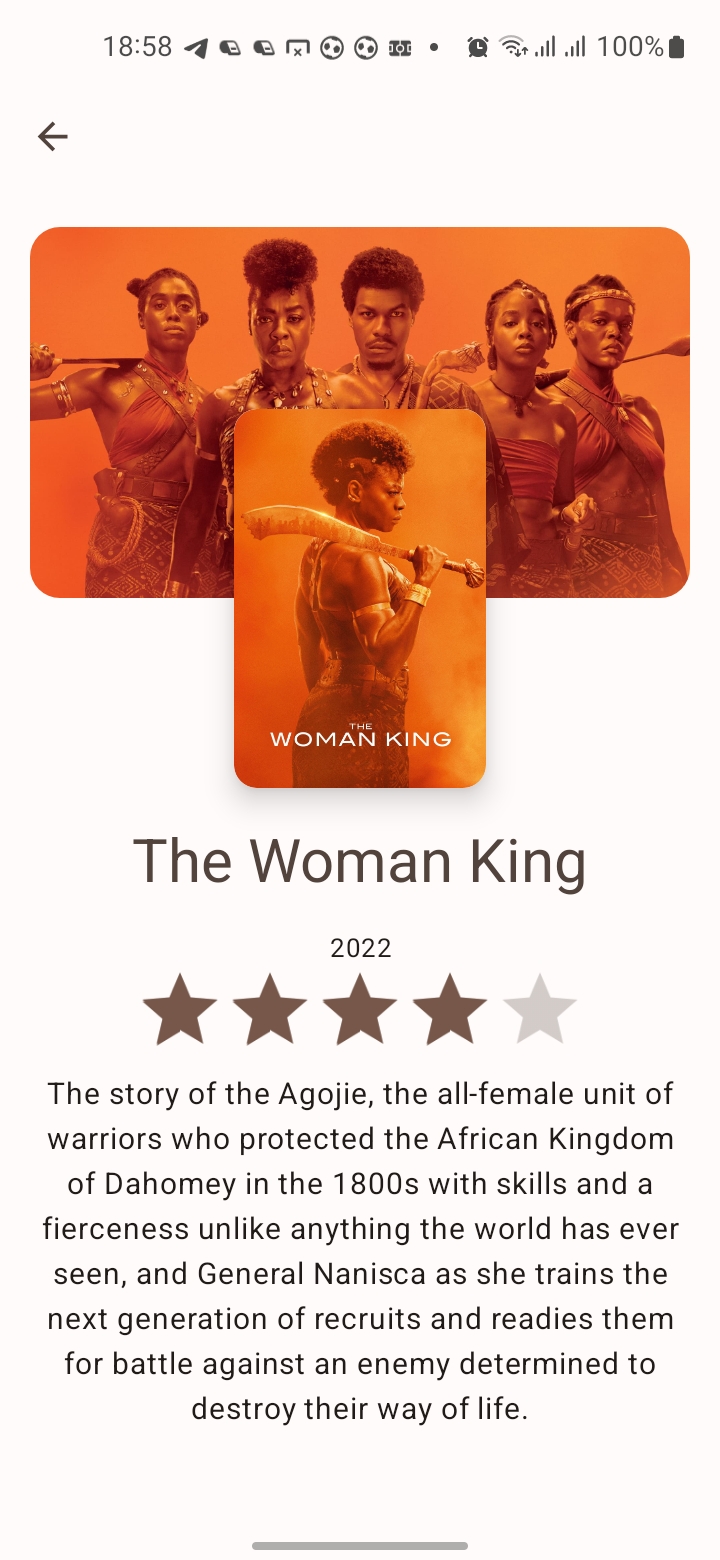 18:58 100%
THE
WOMAN KING
The Woman King
2022
The story of the Agojie, the all-female unit of
warriors who protected the African Kingdom
of Dahomey in the 1800s with skills and a
fierceness unlike anything the world has ever
seen, and General Nanisca as she trains the
next generation of recruits and readies them
for battle against an enemy determined to
destroy their way of life.